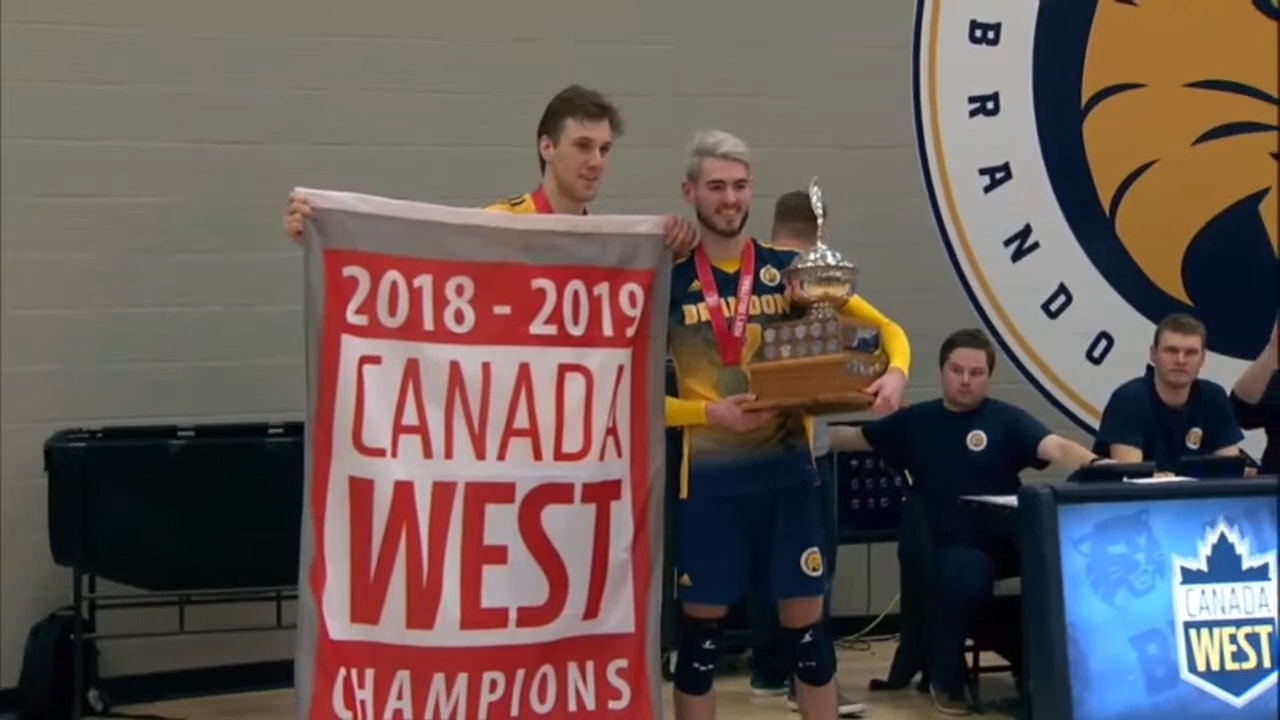 2018 - 2019
CANADA
WEST
CHAMPIONS
BRANDON
BRANDO
CANADA
WEST